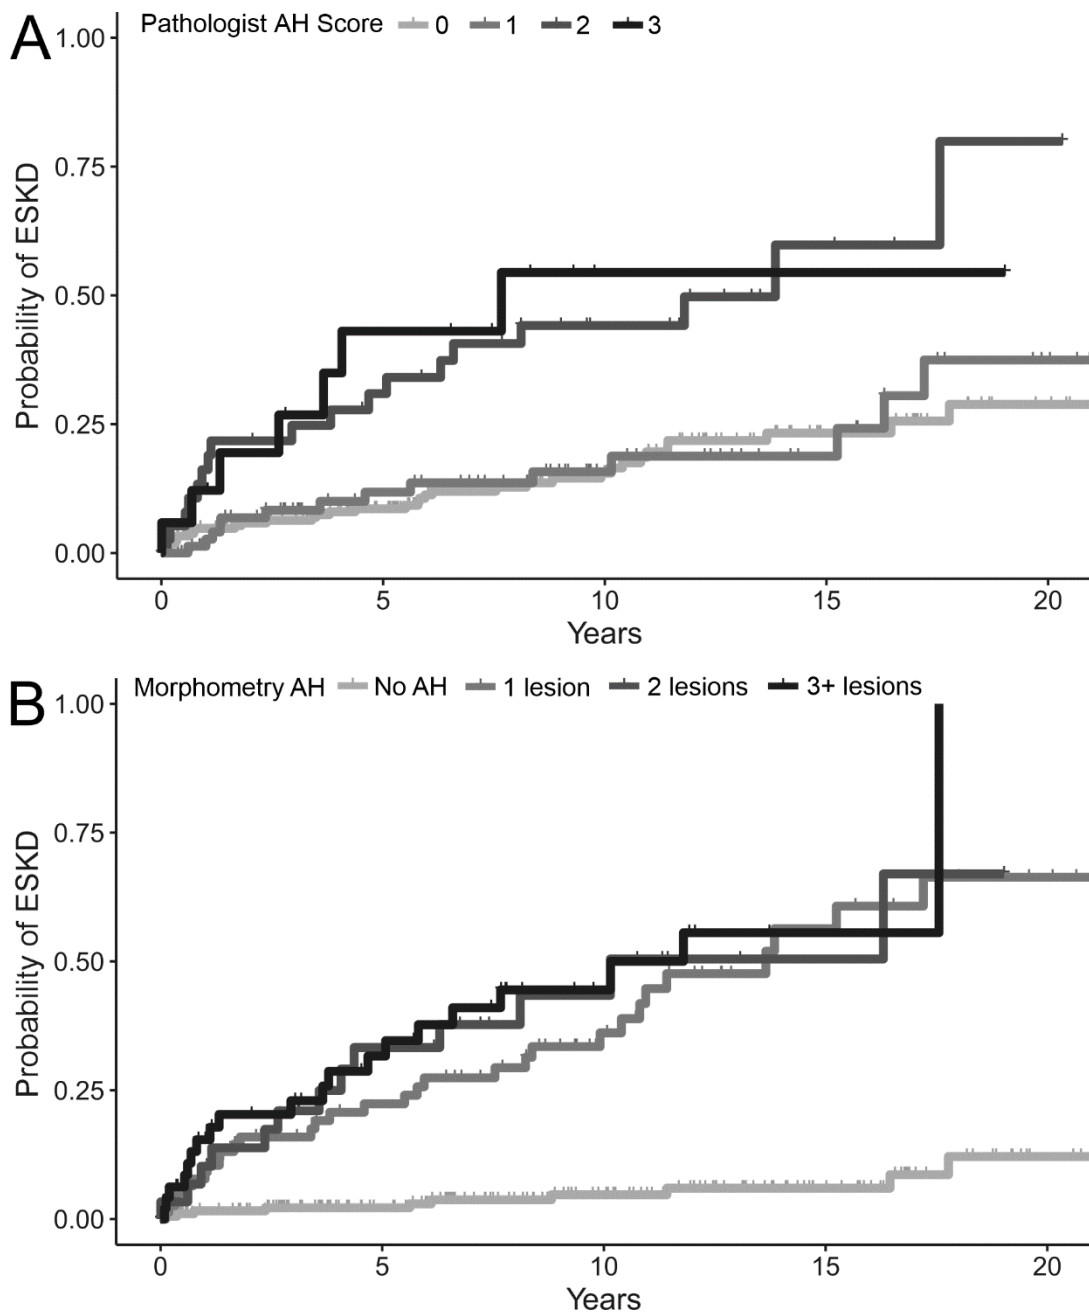 A
Pathologist AH Score 0 1 2 3
Probability of ESKD
1.00
0.75
0.50
0.25
0.00
0 5 10 15 20
Years
B
Morphometry AH No AH 1 lesion 2 lesions 3+ lesions
Probability of ESKD
1.00
0.75
0.50
0.25
0.00
0 5 10 15 20
Years